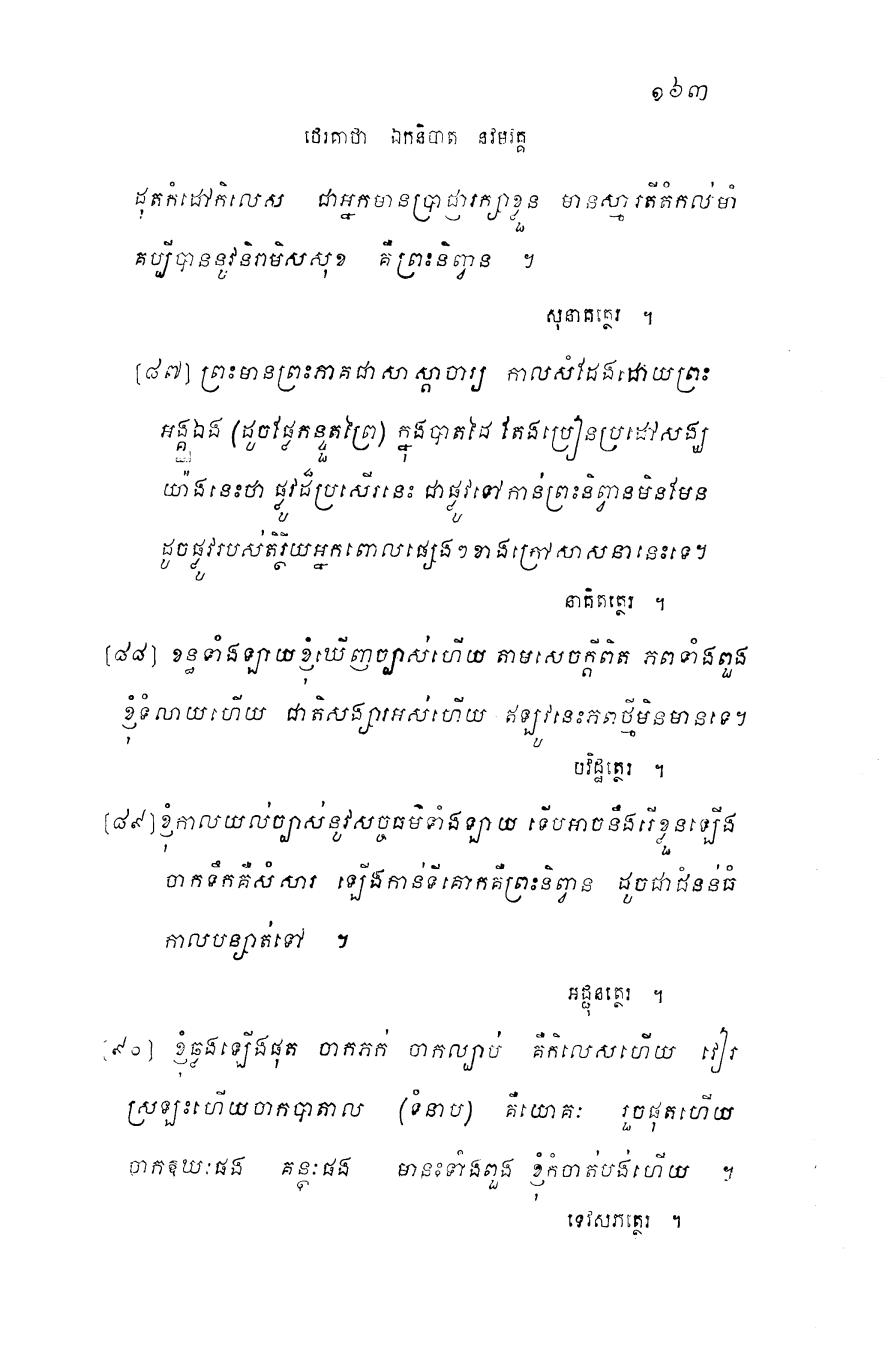 ១៦៣
ថេរគាថា ឯកនិបាត នវមវគ្គ
ដុតកំដៅកិលេស ជាអ្នកមានប្រាជ្ញារក្សាខ្លួន មានស្មារតីតំកល់មាំ
គប្បីបាននូវនិរាមិសសុខ គឺព្រះនិព្វាន ។
សុនាគត្ថេរ ។
[៨៧] ព្រះមានព្រះភាគជាសាស្តាចារ្យ កាលសំដែងដោយព្រះ
អង្គឯង (ដូចផ្លែកន្ទួតព្រៃ) ក្នុងបាតដៃ តែងប្រៀនប្រដៅសង្ឃ
យ៉ាងនេះថា ផ្លូវដ៏ប្រសើរនេះ ជាផ្លូវទៅកាន់ព្រះនិព្វានមិនមែន
ដូចផ្លូវរបស់តិរ្ថិយអ្នកពោលផ្សេងៗខាងក្រៅសាសនានេះទេ។
នាគិតត្ថេរ ។
[៨៨] ខន្ធទាំងឡាយខ្ញុំឃើញច្បាស់ហើយ តាមសេចក្តីពិត ភពទាំងពួង
ខ្ញុំទំលាយហើយ ជាតិសង្សារអស់ហើយ ឥឡូវនេះភពថ្មីមិនមានទេ។
បវិដ្ឋត្ថេរ ។
[៨៩] ខ្ញុំកាលយល់ច្បាស់នូវសច្ចធម៌ទាំងឡាយ ទើបអាចនឹងរើខ្លួនឡើង
ចាកទឹកគឺសំសារ ឡើងកាន់ទីគោកគឺព្រះនិព្វាន ដូចជាជំនន់ធំ
កាលបន្សាត់ទៅ ។
អដ្ជុនត្ថេរ ។
[៩០] ខ្ញុំឆ្លងឡើងផុត ចាកភក់ ចាកល្បាប់ គឺកិលេសហើយ វៀរ
ស្រឡះហើយចាកបាតាល (ទំនាប) គឺយោគៈ រួចផុតហើយ
ចាកឱឃៈផង គន្ថៈផង មានះទាំងពួង ខ្ញុំកំចាត់បង់ហើយ ។
ទេវសភត្ថេរ ។